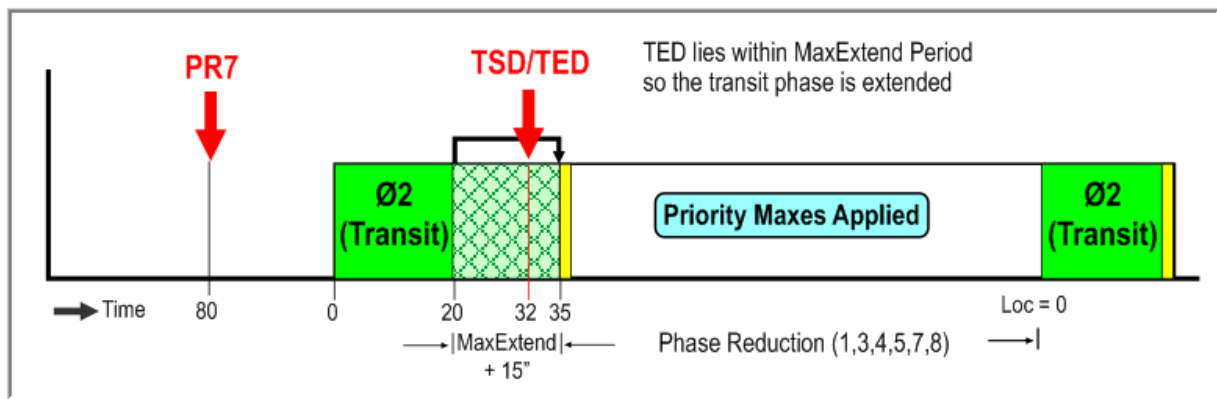 PR7
TSD/TED
TED lies within MaxExtend Period
so the transit phase is extended
Ø2
(Transit)
Priority Maxes Applied
Ø2
(Transit)
Time
80
0
20
32
35
Loc = 0
MaxExtend
+ 15”
Phase Reduction (1,3,4,5,7,8)